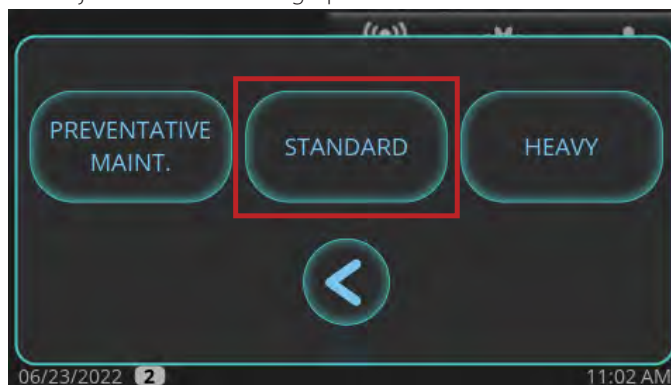 PREVENTATIVE
MAINT.
STANDARD
HEAVY
06/23/2022 2
11:02 AM